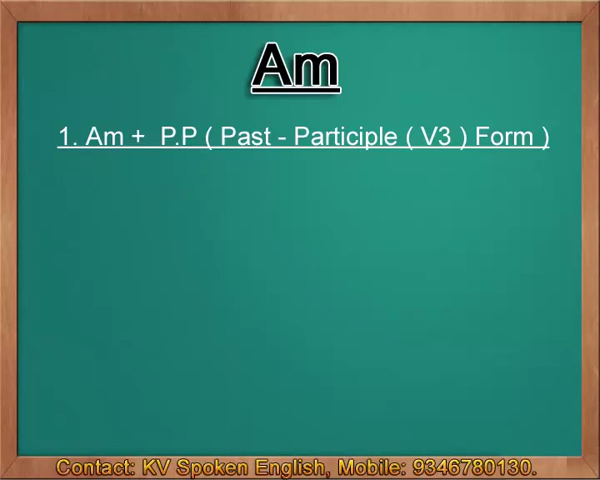 Am
1. Am + P.P ( Past - Participle ( V3 ) Form )
Contact: KV Spoken English, Mobile: 9346780130.